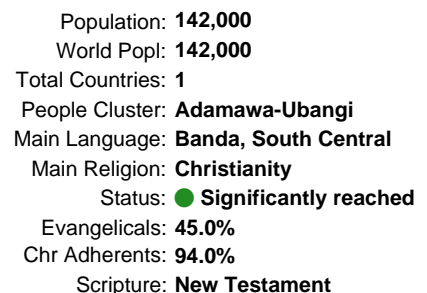 Population: 142,000
World Popl: 142,000
Total Countries: 1
People Cluster: Adamawa-Ubangi
Main Language: Banda, South Central
Main Religion: Christianity
Status: Significantly reached
Evangelicals: 45.0%
Chr Adherents: 94.0%
Scripture: New Testament